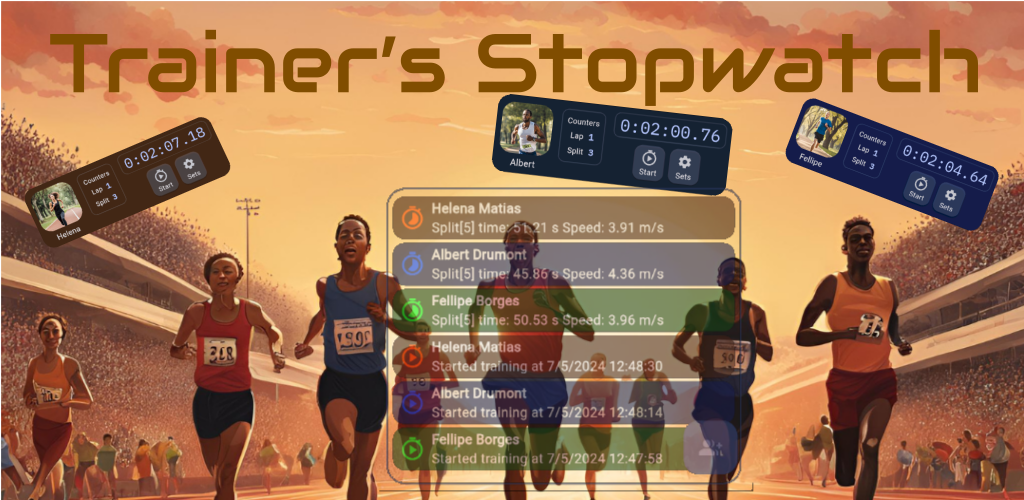 Trainer's Stopwatch
Helena
Counters
Lap 1
Split 3
0:02:07.18
Start
Sets
Albert
Counters
Lap 1
Split 3
0:02:00.76
Start
Sets
Fellipe
Counters
Lap 1
Split 3
0:02:04.64
Start
Sets
Helena Matias
Split[5] time: 51.21 s Speed: 3.91 m/s
Albert Drumont
Split[5] time: 45.86 s Speed: 4.36 m/s
Fellipe Borges
Split[5] time: 50.53 s Speed: 3.96 m/s
Helena Matias
Started training at 7/5/2024 12:48:30
Albert Drumont
Started training at 7/5/2024 12:48:14
Fellipe Borges
Started training at 7/5/2024 12:47:53